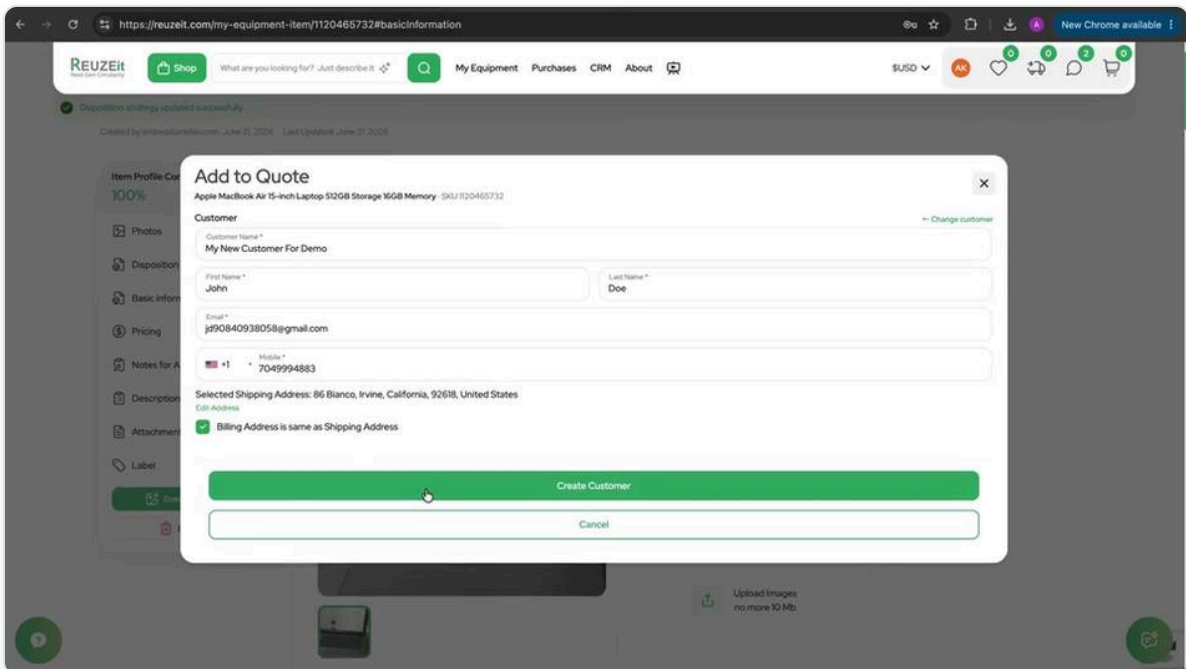 https://reuzeit.com/my-equipment-item/1120465732#basicInformation
New Chrome available
A
REUZEit
Next Gen Circularity
Shop
What are you looking for? Just describe it
My Equipment
Purchases
CRM
About
$USD
AK
0
0
2
0
Disposition strategy updated successfully
Item Profile
100%
Photos
Disposition
Basic inform
Pricing
Notes for A
Description
Attachment
Label
Add to Quote
Apple MacBook Air 15-inch Laptop 512GB Storage 16GB Memory · SKU 1120465732
Customer
← Change customer
Customer Name *
My New Customer For Demo
First Name *
John
Last Name *
Doe
Email *
jd90840938058@gmail.com
+1
Mobile *
7049994883
Selected Shipping Address: 86 Bianco, Irvine, California, 92618, United States
Edit Address
Billing Address is same as Shipping Address
Create Customer
Cancel
Upload Images
no more 10 Mb